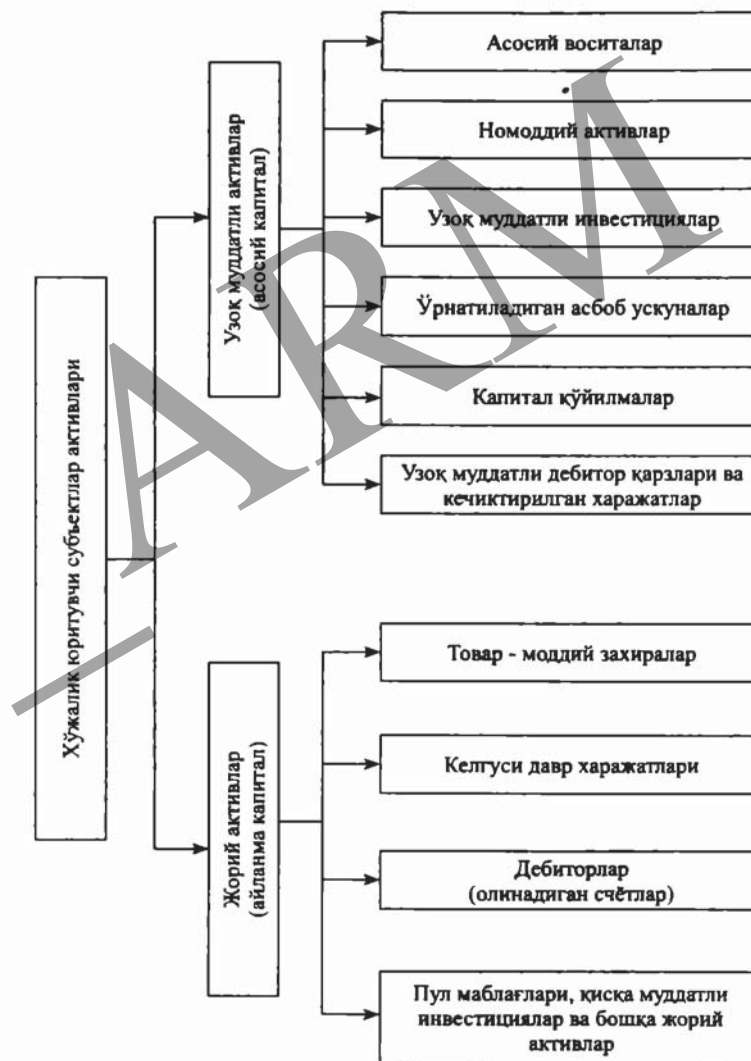 Хўжалик юритувчи субъектлар активлари
Узоқ муддатли активлар
(асосий капитал)
Асосий воситалар
Номоддий активлар
Узоқ муддатли инвестициялар
Ўрнатиладиган асбоб ускуналар
Капитал қўйилмалар
Узоқ муддатли дебитор қарзлари ва
кечиктирилган харажатлар
Жорий активлар
(айланма капитал)
Товар - моддий захиралар
Келгуси давр харажатлари
Дебиторлар
(олинадиган счётлар)
Пул маблағлари, қисқа муддатли
инвестициялар ва бошқа жорий
активлар
ARM